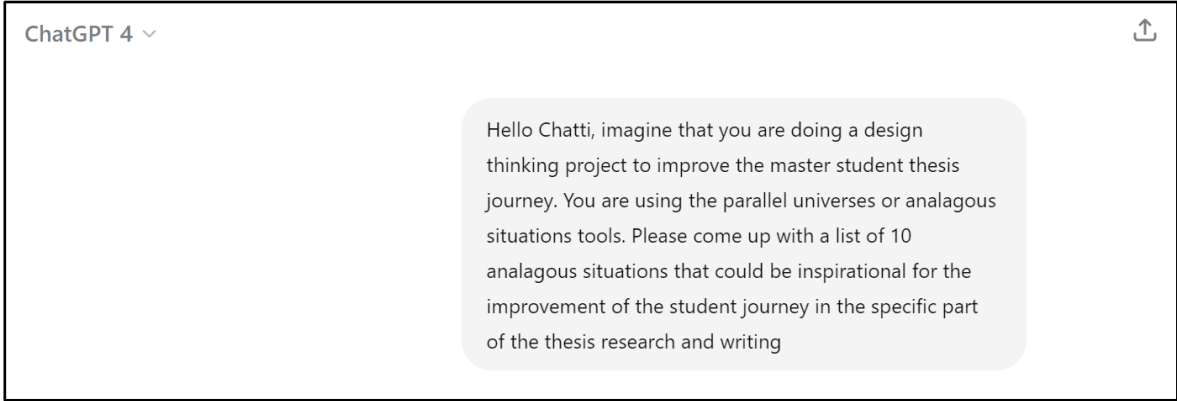 ChatGPT 4
Hello Chatti, imagine that you are doing a design
thinking project to improve the master student thesis
journey. You are using the parallel universes or analagous
situations tools. Please come up with a list of 10
analagous situations that could be inspirational for the
improvement of the student journey in the specific part
of the thesis research and writing